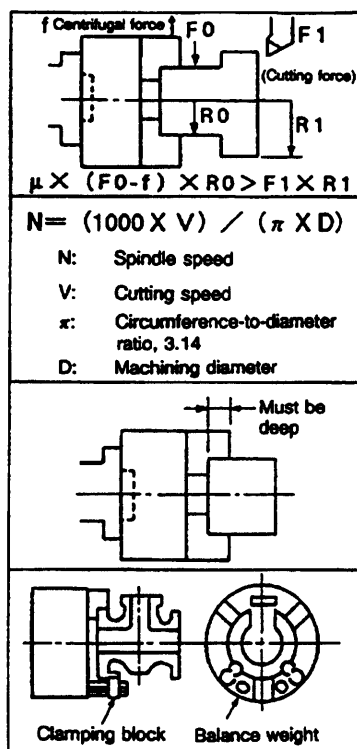 f Centrifugal force
F0
F1
(Cutting force)
R0
R1
μ × (F0-f) × R0 > F1 × R1
N= (1000 X V) / (π X D)
N: Spindle speed
V: Cutting speed
π: Circumference-to-diameter
ratio, 3.14
D: Machining diameter
Must be
deep
Clamping block
Balance weight